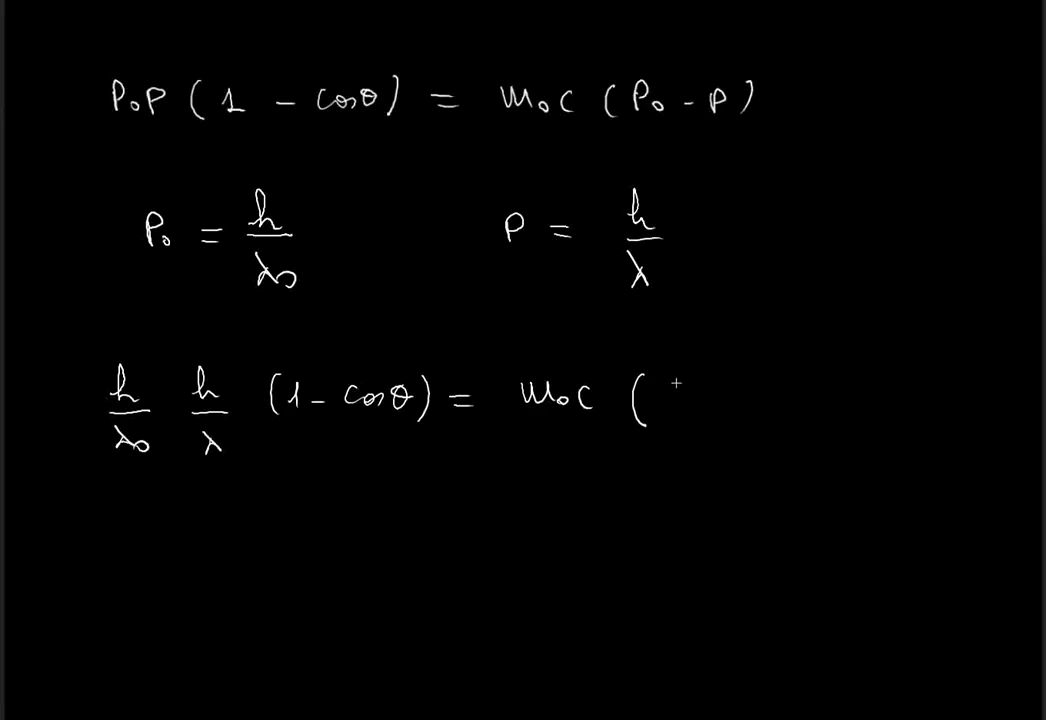 P₀P (1 - cosθ) = m₀c (P₀ - P)
P₀ = h/λ₀ P = h/λ
h/λ₀ h/λ (1 - cosθ) = m₀c (